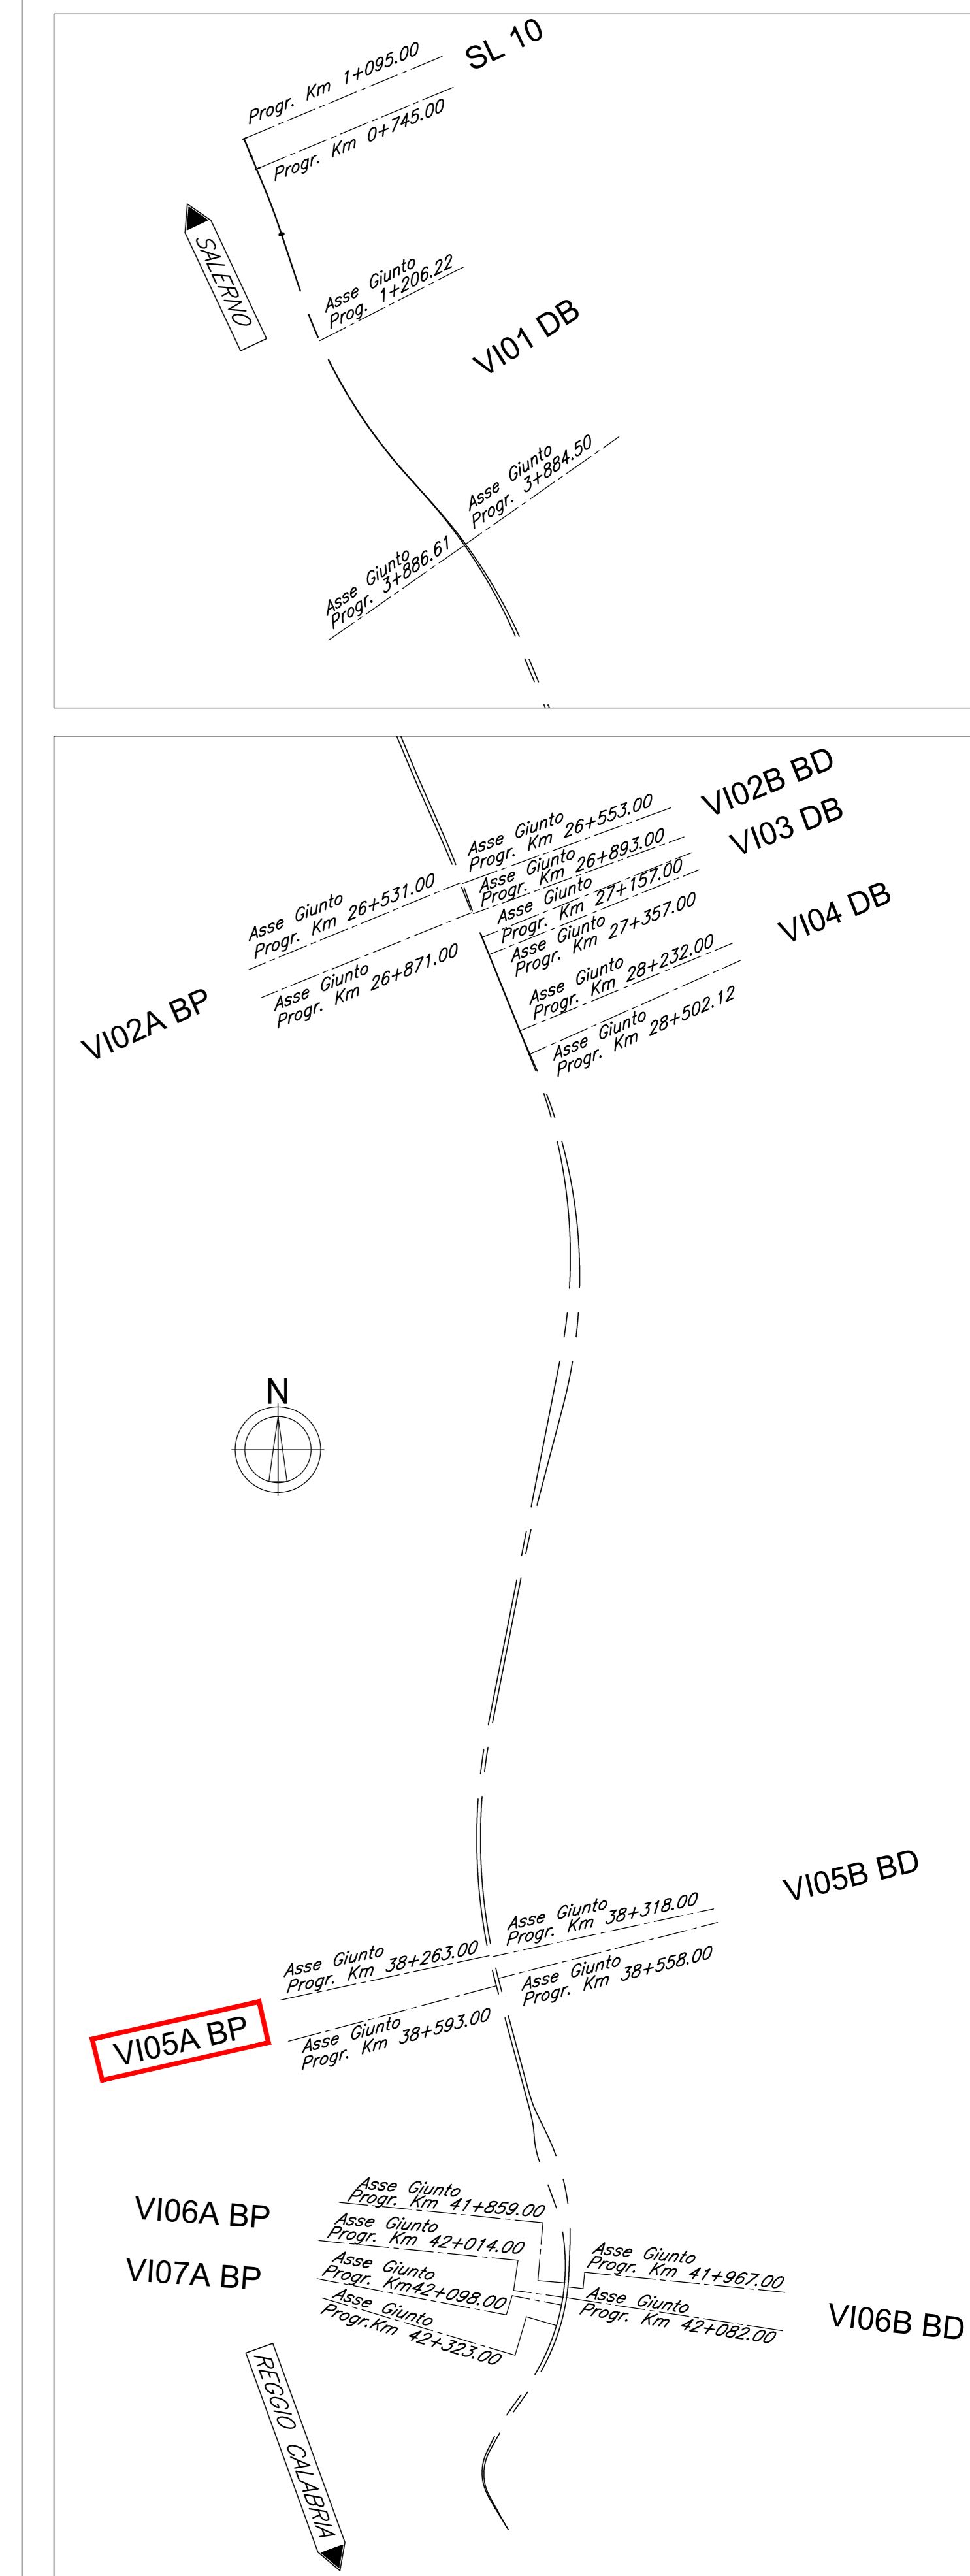 SL 10
Progr. Km 1+095.00
Progr. Km 0+745.00
SALERNO
Asse Giunto
Prog. 1+206.22
VI01 DB
Asse Giunto
Progr. 3+884.50
Asse Giunto
Progr. 3+886.61
VI02B BD
Asse Giunto
Progr. Km 26+553.00
VI03 DB
Asse Giunto
Progr. Km 26+893.00
Asse Giunto
Progr. Km 26+531.00
Asse Giunto
Progr. Km 27+157.00
VI04 DB
Asse Giunto
Progr. Km 27+357.00
Asse Giunto
Progr. Km 26+871.00
Asse Giunto
Progr. Km 28+232.00
VI02A BP
Asse Giunto
Progr. Km 28+502.12
N
VI05B BD
Asse Giunto
Progr. Km 38+318.00
Asse Giunto
Progr. Km 38+263.00
Asse Giunto
Progr. Km 38+558.00
VI05A BP
Asse Giunto
Progr. Km 38+593.00
Asse Giunto
Progr. Km 41+859.00
VI06A BP
Asse Giunto
Progr. Km 42+014.00
VI07A BP
Asse Giunto
Progr. Km42+098.00
Asse Giunto
Progr.Km 42+323.00
Asse Giunto
Progr. Km 41+967.00
Asse Giunto
Progr. Km 42+082.00
VI06B BD
REGGIO CALABRIA